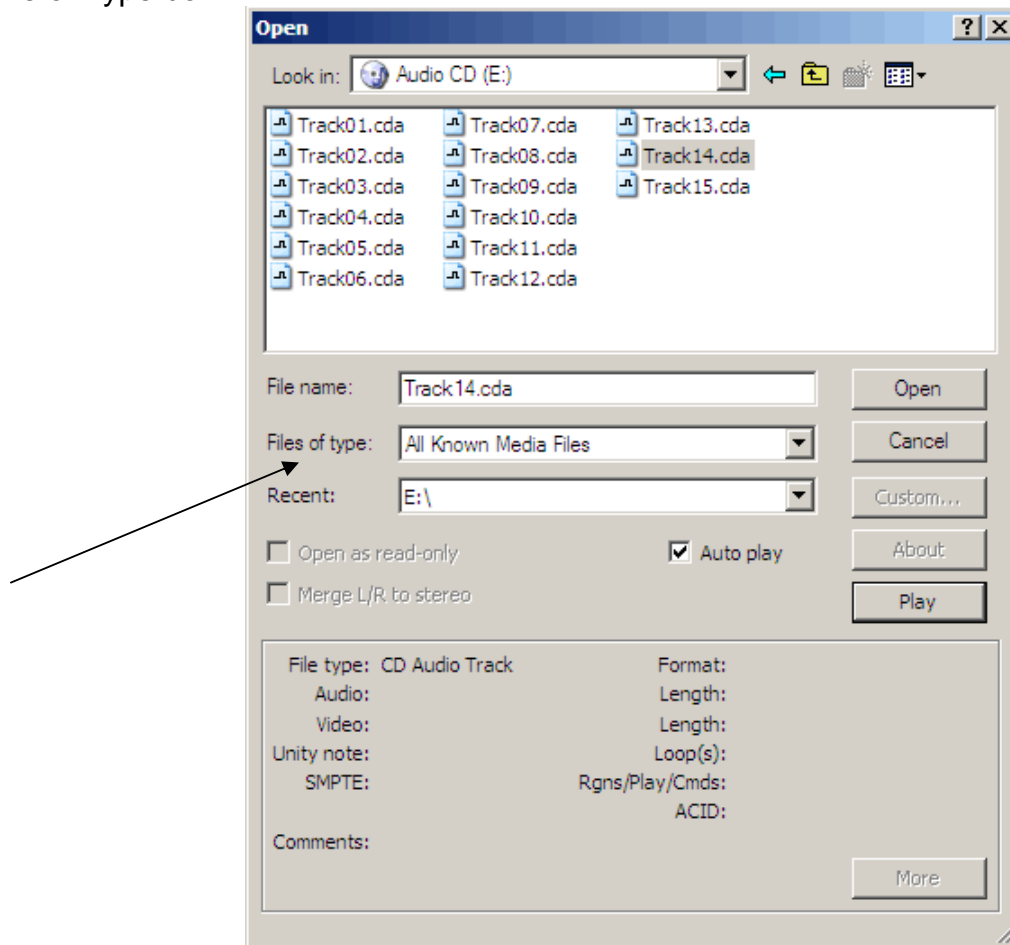 Open
Look in: Audio CD (E:)
Track01.cda Track07.cda Track13.cda
Track02.cda Track08.cda Track14.cda
Track03.cda Track09.cda Track15.cda
Track04.cda Track10.cda
Track05.cda Track11.cda
Track06.cda Track12.cda
File name: Track14.cda Open
Files of type: All Known Media Files Cancel
Recent: E:\ Custom...
Open as read-only Auto play About
Merge L/R to stereo Play
File type: CD Audio Track Format:
Audio: Length:
Video: Length:
Unity note: Loop(s):
SMPTE: Rgns/Play/Cmds:
ACID:
Comments:
More